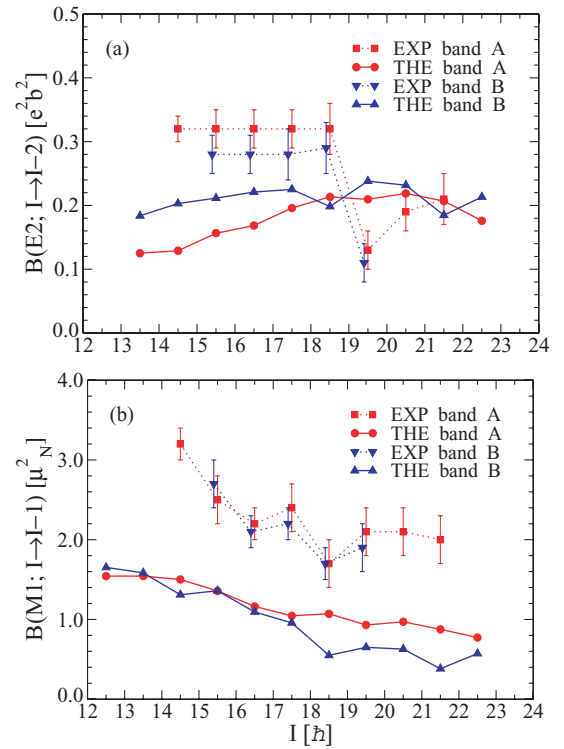 0.5
(a)
EXP band A
THE band A
EXP band B
THE band B
0.4
0.3
0.2
0.1
0.0
B(E2; I→I−2) [e²b²]
12 13 14 15 16 17 18 19 20 21 22 23 24
4.0
(b)
EXP band A
THE band A
EXP band B
THE band B
3.0
2.0
1.0
0.0
B(M1; I→I−1) [μ²N]
12 13 14 15 16 17 18 19 20 21 22 23 24
I [ℏ]